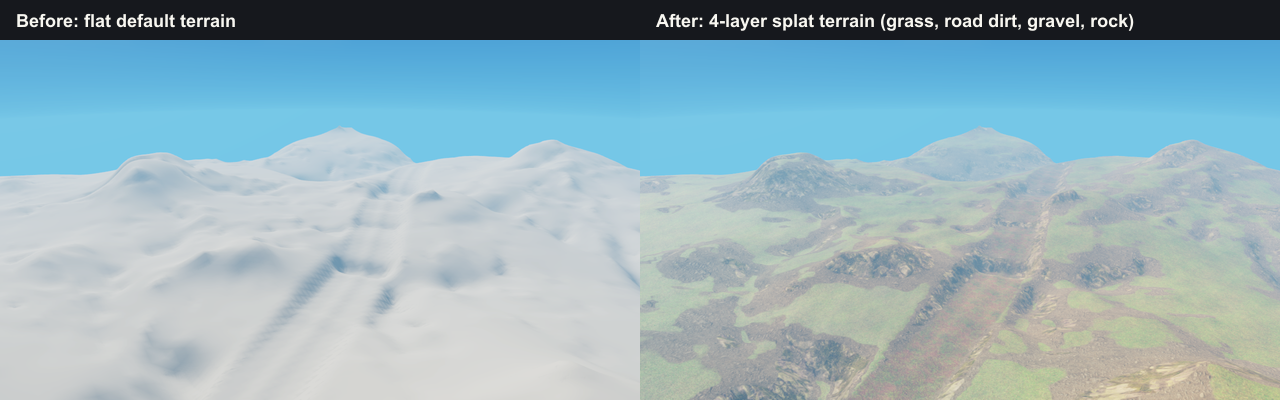 Before: flat default terrain
After: 4-layer splat terrain (grass, road dirt, gravel, rock)